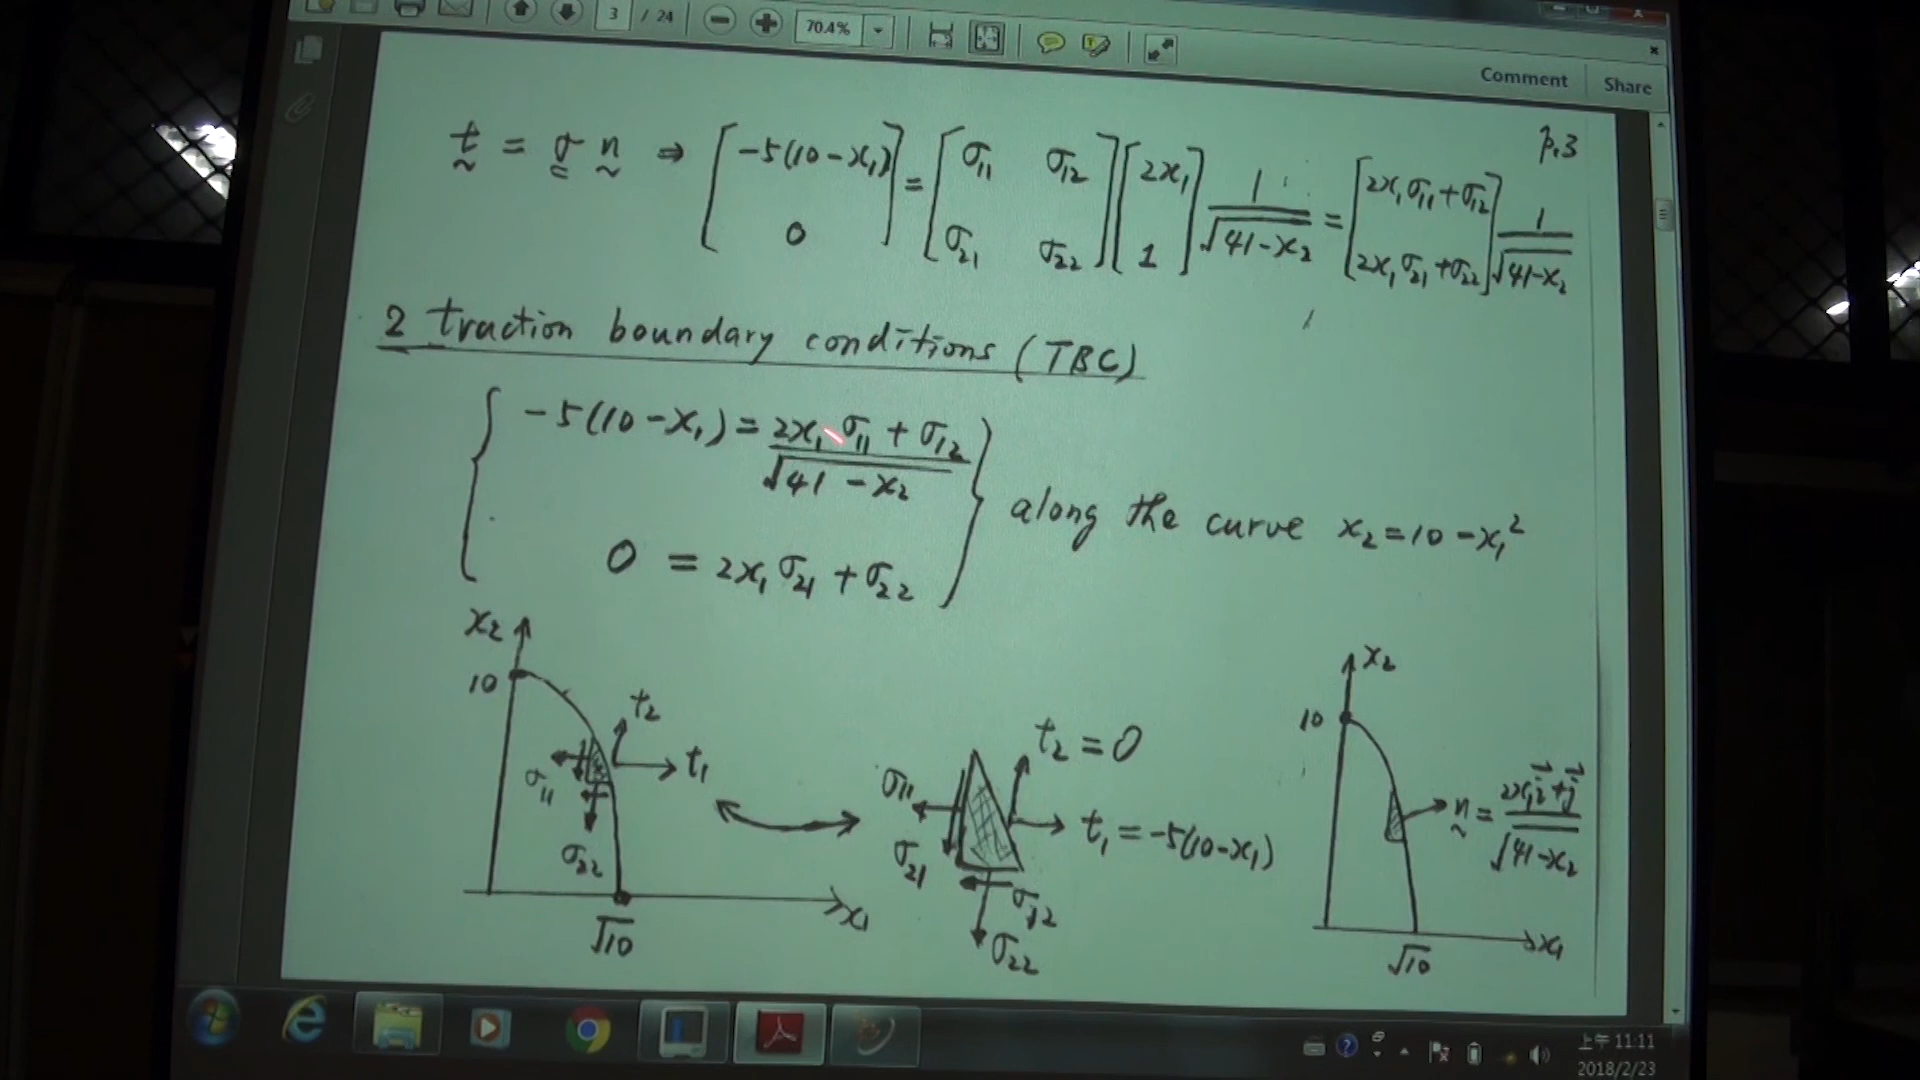 3 / 24
70.4%
Comment
Share
p.3
t = σ n ⇒ [-5(10-x₁) 0] = [σ₁₁ σ₁₂ σ₂₁ σ₂₂] [2x₁ 1] 1/√(41-x₂) = [2x₁σ₁₁+σ₁₂ 2x₁σ₂₁+σ₂₂] 1/√(41-x₂)
2 traction boundary conditions (TBC)
{ -5(10-x₁) = (2x₁σ₁₁ + σ₁₂)/√(41-x₂)
0 = 2x₁σ₂₁ + σ₂₂ } along the curve x₂=10-x₁²
x₂
10
t₂
t₁
σ₁₁
σ₂₂
√10
x₁
t₂ = 0
σ₁₁
t₁ = -5(10-x₁)
σ₂₁
σ₁₂
σ₂₂
x₂
10
n = (2x₁i+j)/√(41-x₂)
√10
x₁
上午 11:11
2018/2/23